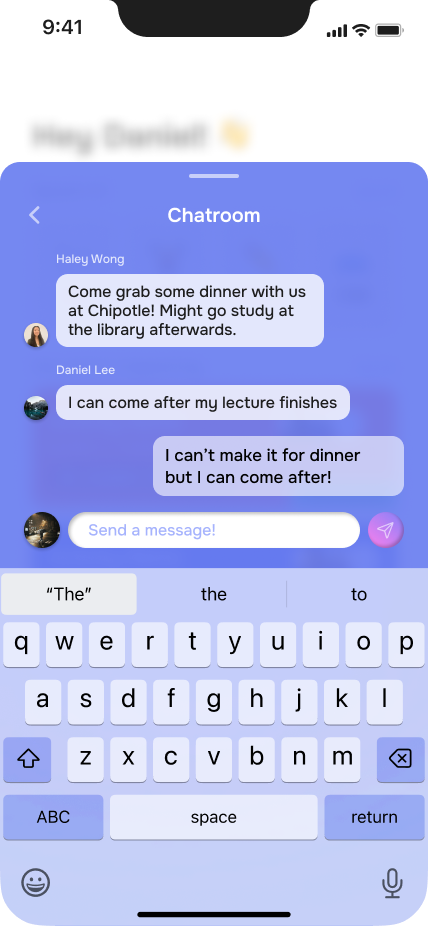 9:41
Hey Daniel! 👋
Chatroom
Haley Wong
Come grab some dinner with us
at Chipotle! Might go study at
the library afterwards.
Daniel Lee
I can come after my lecture finishes
I can’t make it for dinner
but I can come after!
Send a message!
“The” the to
q w e r t y u i o p
a s d f g h j k l
z x c v b n m
ABC space return